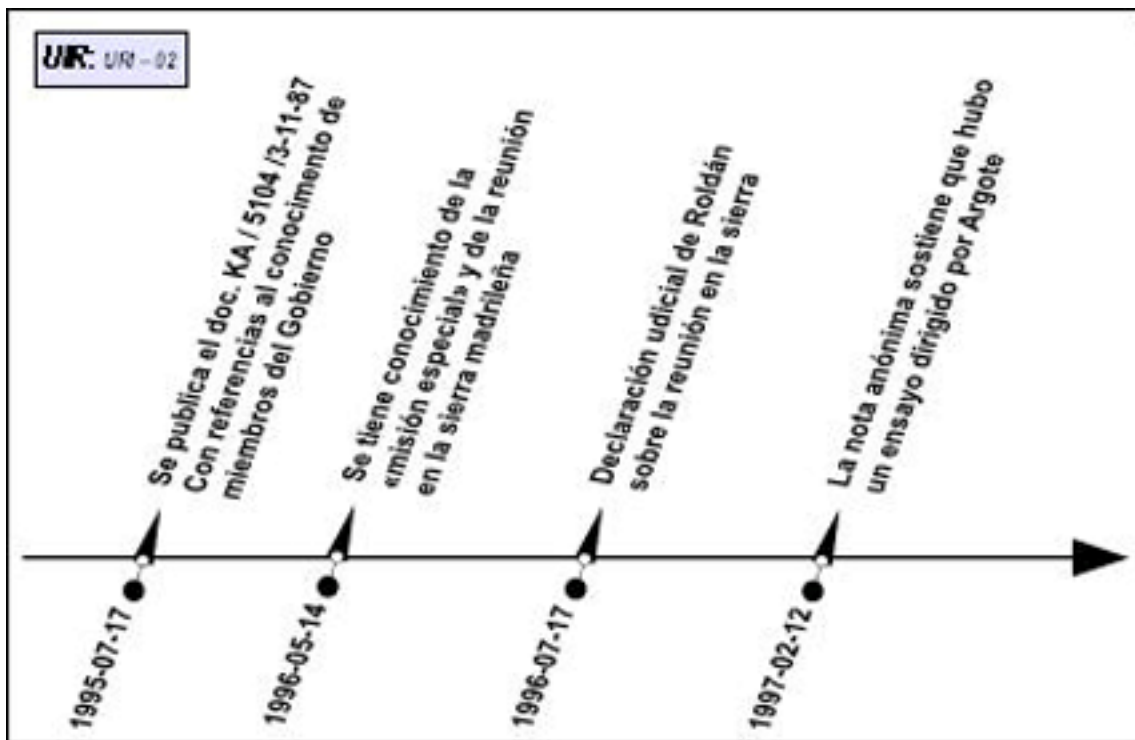 UIR: URI – 02
Se publica el doc. KA / 5104 /3-11-87
Con referencias al conocimento de
miembros del Gobierno
Se tiene conocimiento de la
«misión especial» y de la reunión
en la sierra madrileña
Declaración udicial de Roldán
sobre la reunión en la sierra
La nota anónima sostiene que hubo
un ensayo dirigido por Argote
1995-07-17
1996-05-14
1996-07-17
1997-02-12